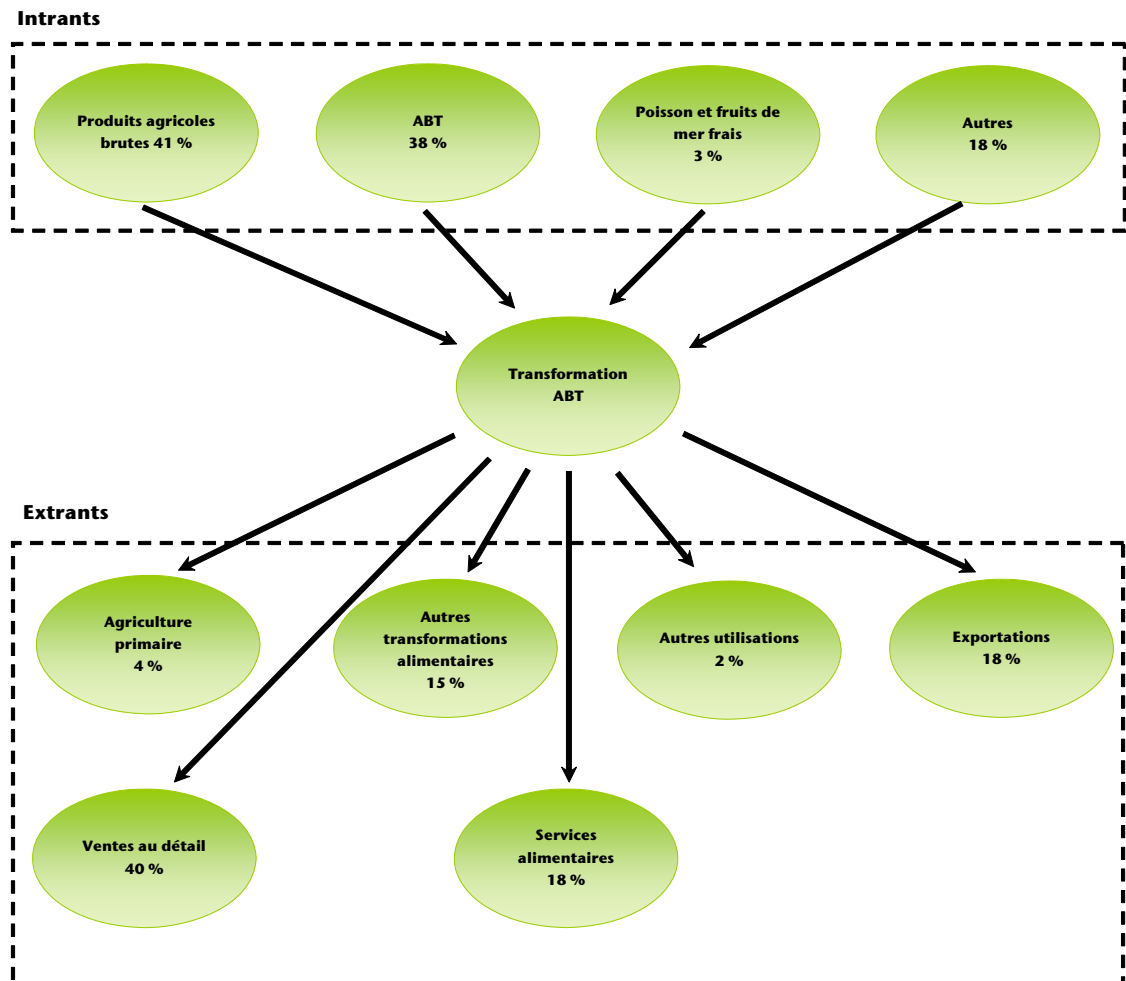 Intrants
Produits agricoles
brutes 41 %
ABT
38 %
Poisson et fruits de
mer frais
3 %
Autres
18 %
Transformation
ABT
Extrants
Agriculture
primaire
4 %
Autres
transformations
alimentaires
15 %
Autres utilisations
2 %
Exportations
18 %
Ventes au détail
40 %
Services
alimentaires
18 %